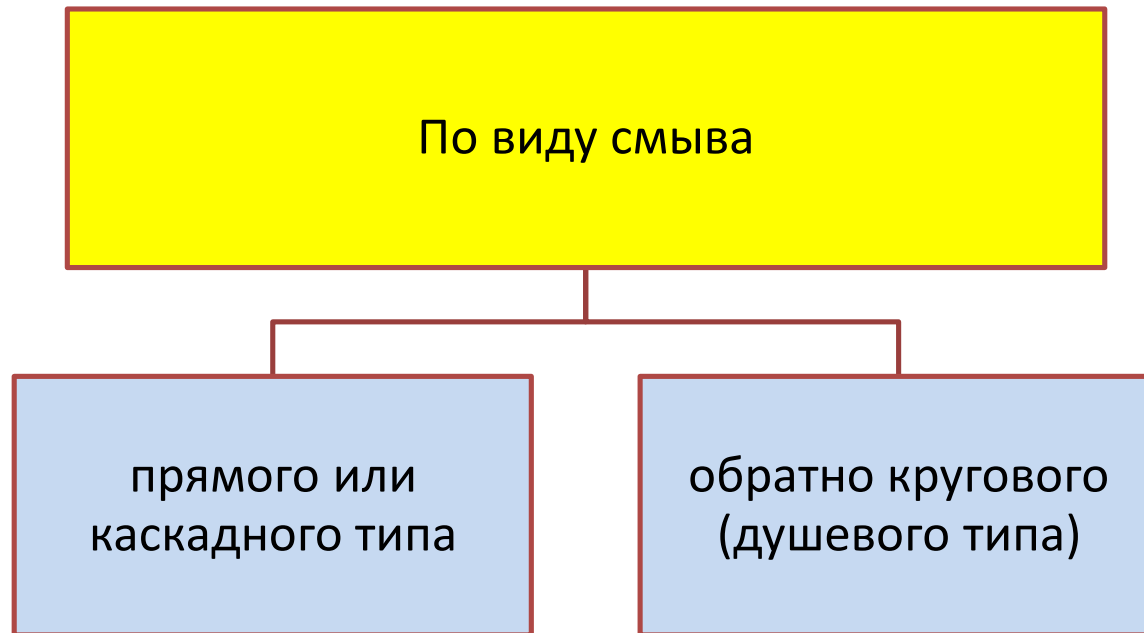 По виду смыва
прямого или
каскадного типа
обратно кругового
(душевого типа)